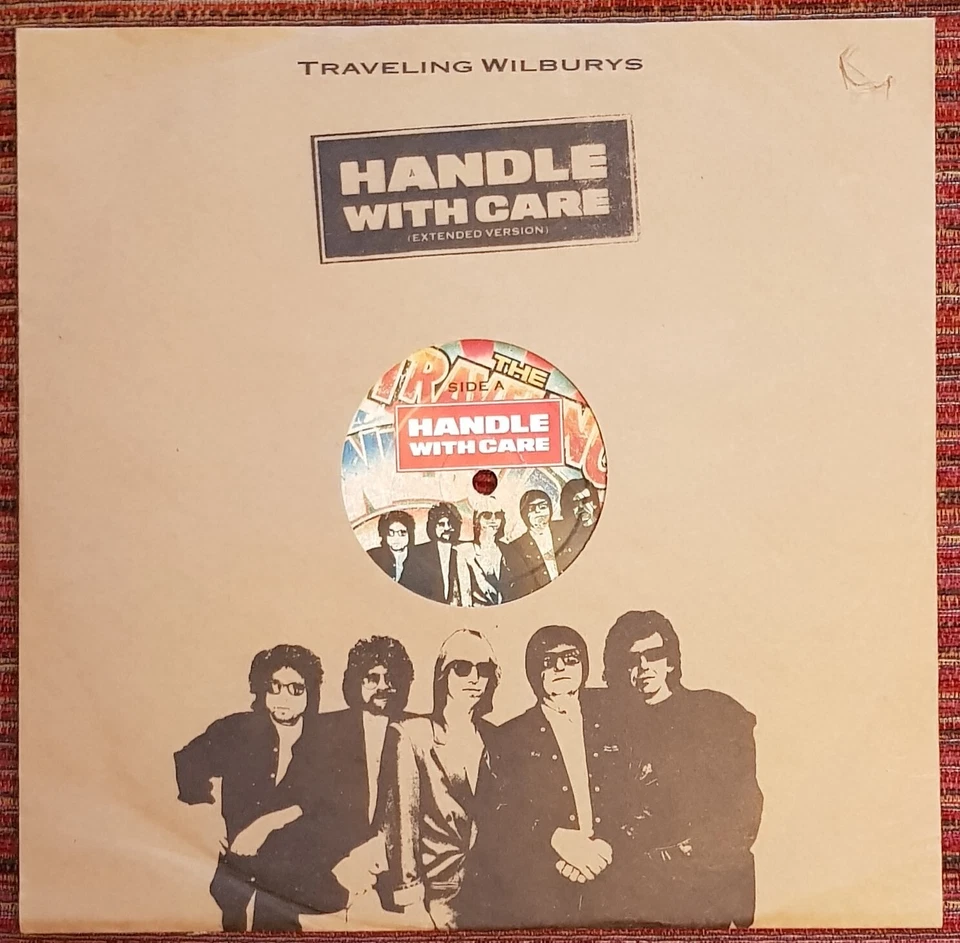 TRAVELING WILBURYS
HANDLE
WITH CARE
(EXTENDED VERSION)
THE
SIDE A
HANDLE
WITH CARE